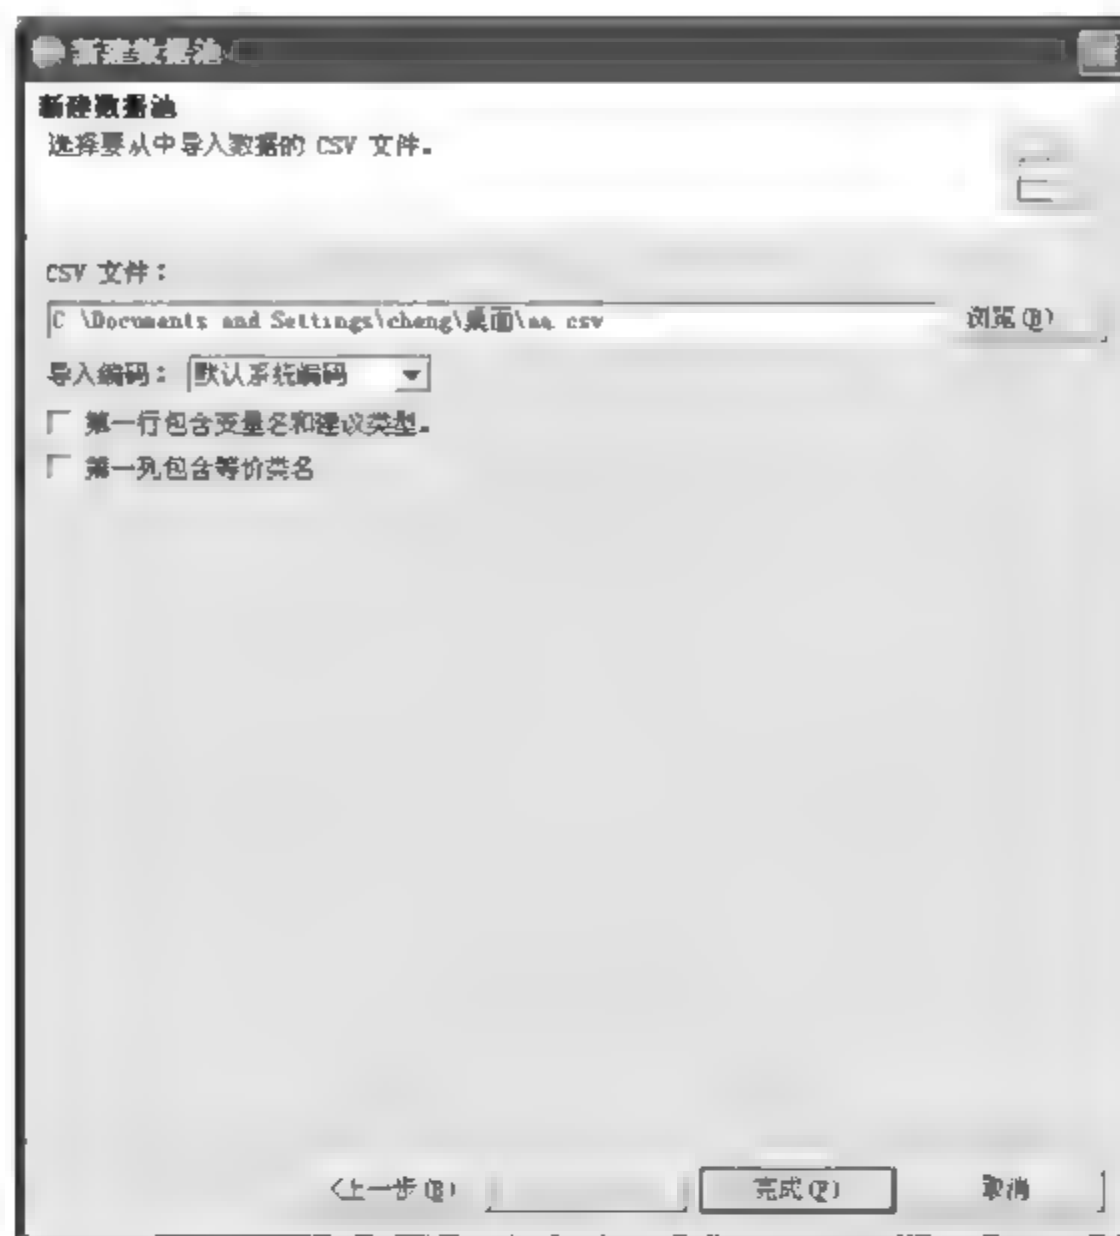 新建数据池
新建数据池
选择要从中导入数据的 CSV 文件。
CSV 文件：
C \Documents and Settings\cheng\桌面\aa csv
浏览(R)
导入编码： 默认系统编码
第一行包含变量名和建议类型。
第一列包含等价类名
<上一步(B) 完成(F) 取消